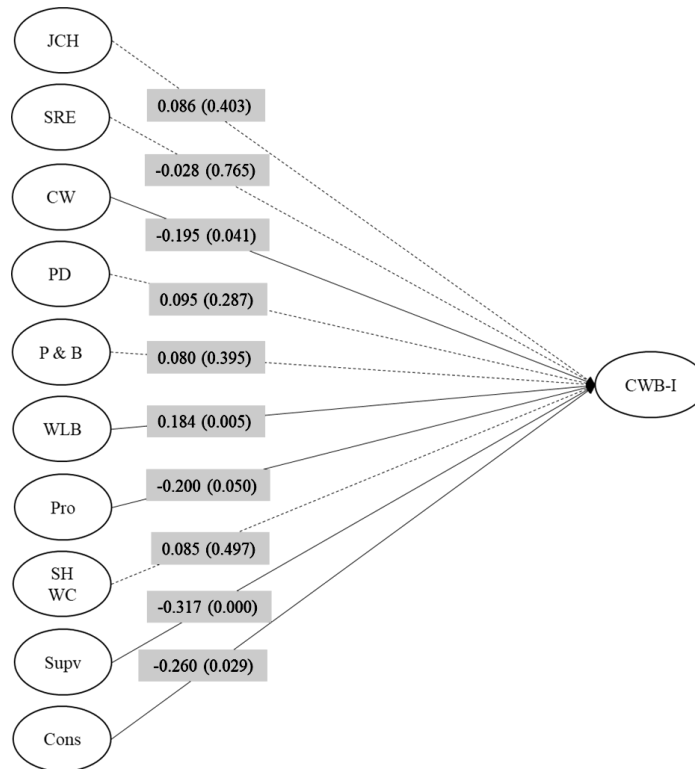 JCH
0.086 (0.403)
SRE
-0.028 (0.765)
CW
-0.195 (0.041)
PD
0.095 (0.287)
P & B
0.080 (0.395)
CWB-I
WLB
0.184 (0.005)
Pro
-0.200 (0.050)
SH
WC
0.085 (0.497)
Supv
-0.317 (0.000)
Cons
-0.260 (0.029)